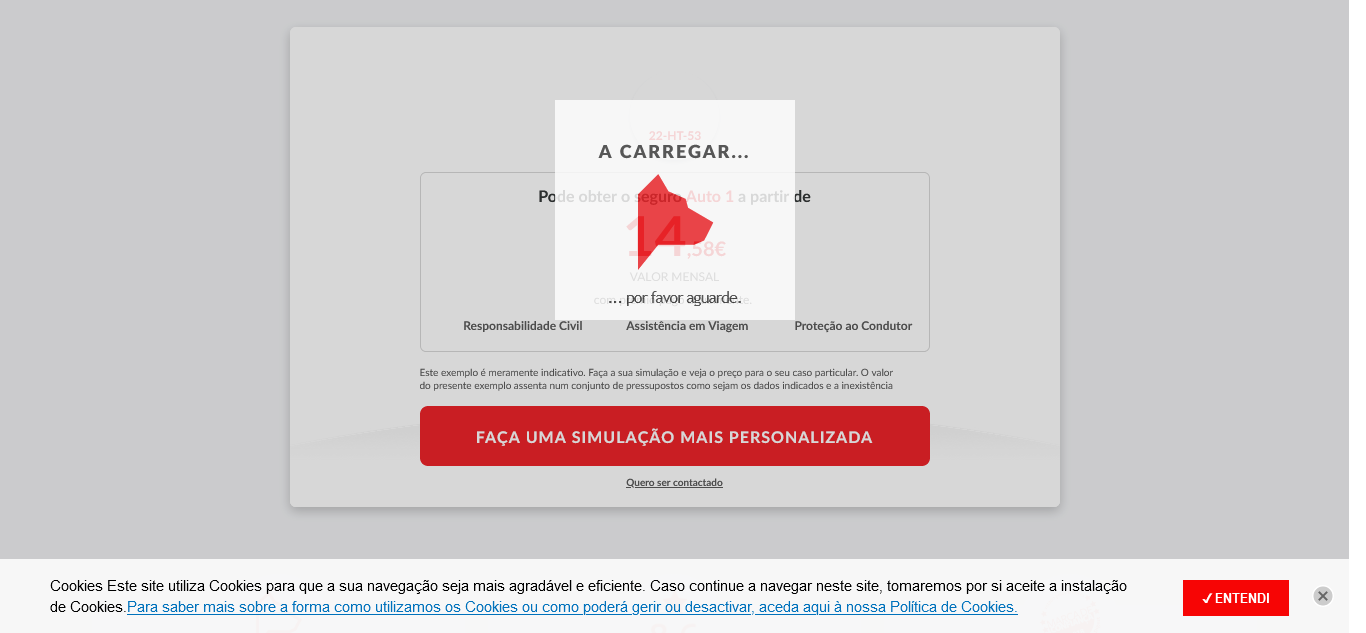 22-HT-53
A CARREGAR...
Pode obter o seguro Auto 1 a partir de
14,58€
VALOR MENSAL
... por favor aguarde.
Responsabilidade Civil Assistência em Viagem Proteção ao Condutor
Este exemplo é meramente indicativo. Faça a sua simulação e veja o preço para o seu caso particular. O valor
do presente exemplo assenta num conjunto de pressupostos como sejam os dados indicados e a inexistência
FAÇA UMA SIMULAÇÃO MAIS PERSONALIZADA
Quero ser contactado
Cookies Este site utiliza Cookies para que a sua navegação seja mais agradável e eficiente. Caso continue a navegar neste site, tomaremos por si aceite a instalação
de Cookies.Para saber mais sobre a forma como utilizamos os Cookies ou como poderá gerir ou desactivar, aceda aqui à nossa Política de Cookies.
✓ ENTENDI